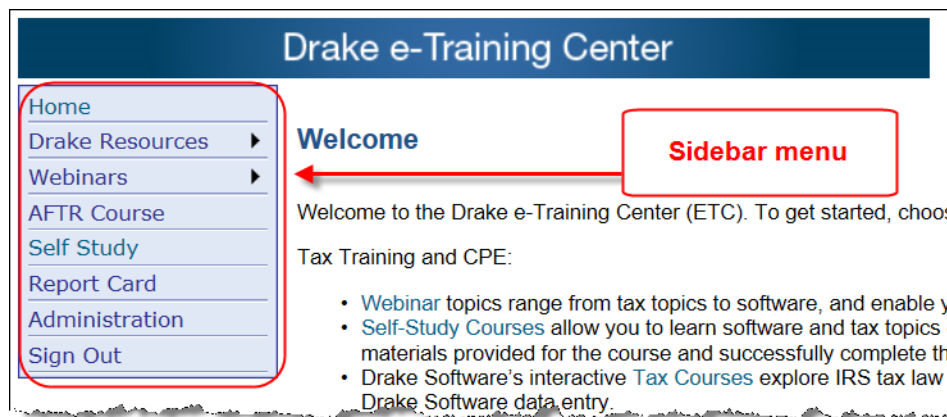 Drake e-Training Center
Home
Drake Resources
Webinars
AFTR Course
Self Study
Report Card
Administration
Sign Out
Welcome
Sidebar menu
Welcome to the Drake e-Training Center (ETC). To get started,
Tax Training and CPE:
• Webinar topics range from tax topics to software, and enable
• Self-Study Courses allow you to learn software and tax topics
materials provided for the course and successfully complete
• Drake Software's interactive Tax Courses explore IRS tax law
Drake Software data entry.